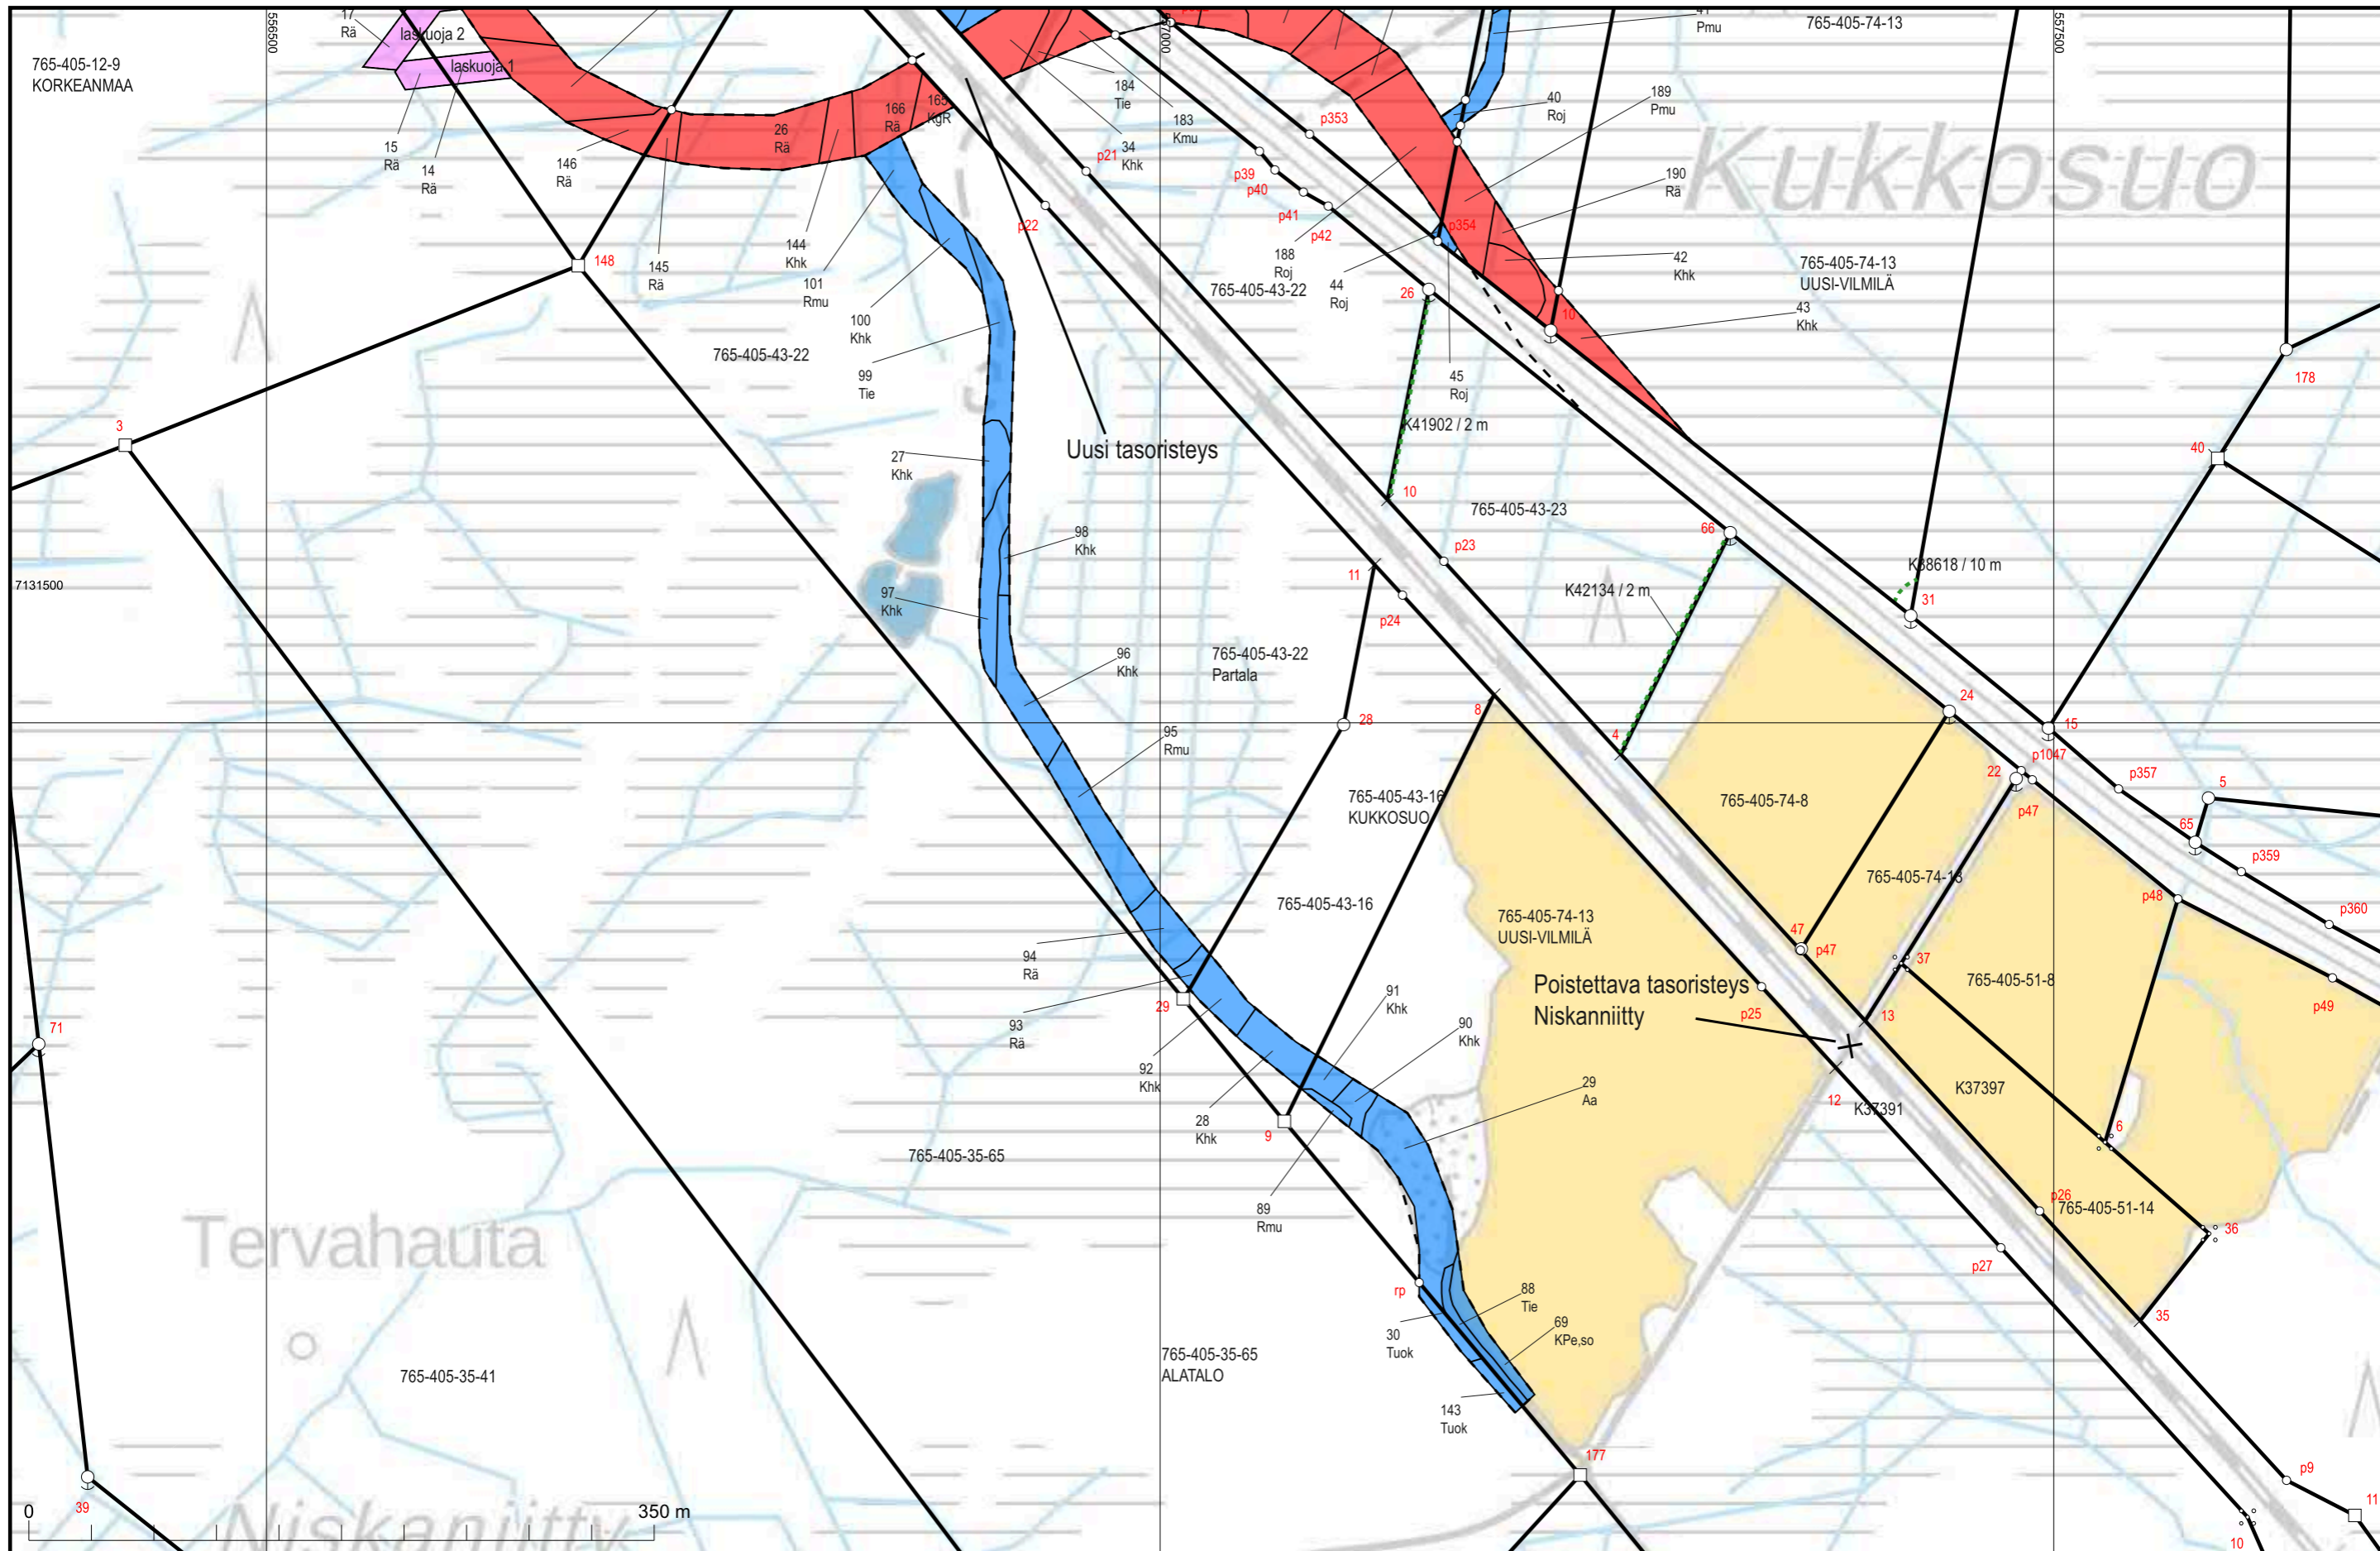 17
Rä
laskuoja 2
laskuoja 1
765-405-12-9
KORKEANMAA
556500
557000
557500
41
Pmu
765-405-74-13
15
Rä
14
Rä
146
Rä
26
Rä
166
Rä
165
KgR
184
Tie
183
Kmu
34
Khk
p353
40
Roj
189
Pmu
190
Rä
Kukkosuo
p21
p22
p39
p40
p41
p42
p354
148
145
Rä
144
Khk
101
Rmu
100
Khk
99
Tie
188
Roj
44
Roj
42
Khk
43
Khk
765-405-74-13
UUSI-VILMILÄ
765-405-43-22
765-405-43-22
26
10
45
Roj
178
3
Uusi tasoristeys
K41902 / 2 m
40
27
Khk
10
765-405-43-23
66
98
Khk
p23
K38618 / 10 m
7131500
11
p24
K42134 / 2 m
31
97
Khk
96
Khk
765-405-43-22
Partala
28
8
4
24
15
95
Rmu
p1047
22
p47
p357
5
765-405-43-16
KUKKOSUO
765-405-74-8
65
p359
765-405-74-13
p48
p360
765-405-43-16
765-405-74-13
UUSI-VILMILÄ
47
p47
37
94
Rä
93
Rä
29
91
Khk
90
Khk
Poistettava tasoristeys
Niskanniitty
p25
13
765-405-51-8
p49
71
92
Khk
28
Khk
9
29
Aa
12
K37391
K37397
6
765-405-35-65
89
Rmu
p26
765-405-51-14
36
p27
Tervahauta
rp
88
Tie
69
KPe,so
30
Tuok
35
765-405-35-65
ALATALO
765-405-35-41
143
Tuok
177
p9
11
10
39
0
350 m
Niskaniitty